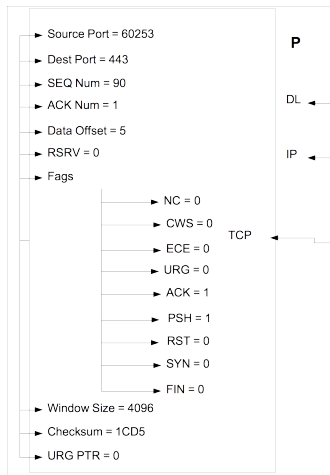 Source Port = 60253
Dest Port = 443
SEQ Num = 90
ACK Num = 1
Data Offset = 5
RSRV = 0
Fags
NC = 0
CWS = 0
ECE = 0
URG = 0
ACK = 1
PSH = 1
RST = 0
SYN = 0
FIN = 0
Window Size = 4096
Checksum = 1CD5
URG PTR = 0
P
DL
IP
TCP